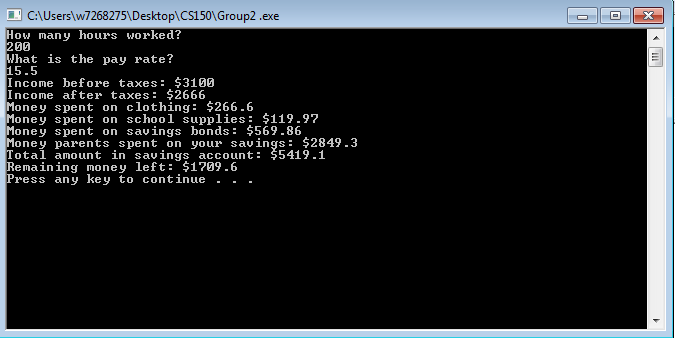 C:\Users\w7268275\Desktop\CS150\Group2 .exe
How many hours worked?
200
What is the pay rate?
15.5
Income before taxes: $3100
Income after taxes: $2666
Money spent on clothing: $266.6
Money spent on school supplies: $119.97
Money spent on savings bonds: $569.86
Money parents spent on your savings: $2849.3
Total amount in savings account: $5419.1
Remaining money left: $1709.6
Press any key to continue . . .